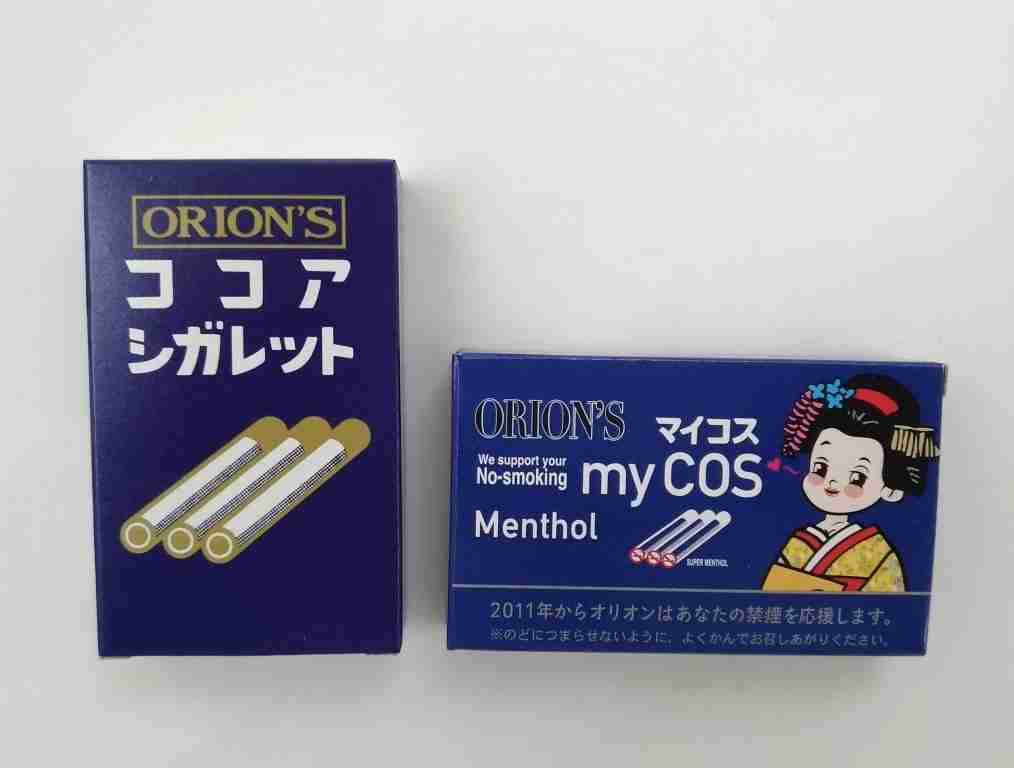 ORION'S
ココア
シガレット
ORION'S
マイコス
We support your
No-smoking
my COS
Menthol
SUPER MENTHOL
2011年からオリオンはあなたの禁煙を応援します。
※のどにつまらせないように、よくかんでお召しあがりください。